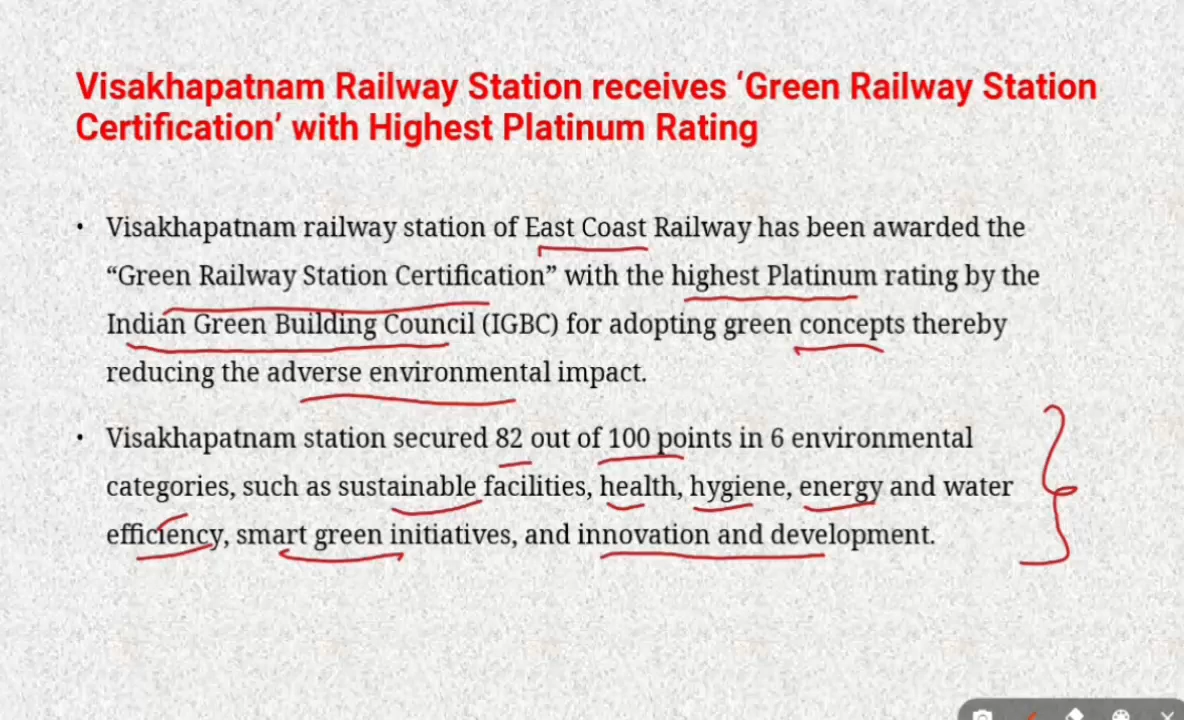 Visakhapatnam Railway Station receives ‘Green Railway Station
Certification’ with Highest Platinum Rating
• Visakhapatnam railway station of East Coast Railway has been awarded the
“Green Railway Station Certification” with the highest Platinum rating by the
Indian Green Building Council (IGBC) for adopting green concepts thereby
reducing the adverse environmental impact.
• Visakhapatnam station secured 82 out of 100 points in 6 environmental
categories, such as sustainable facilities, health, hygiene, energy and water
efficiency, smart green initiatives, and innovation and development.